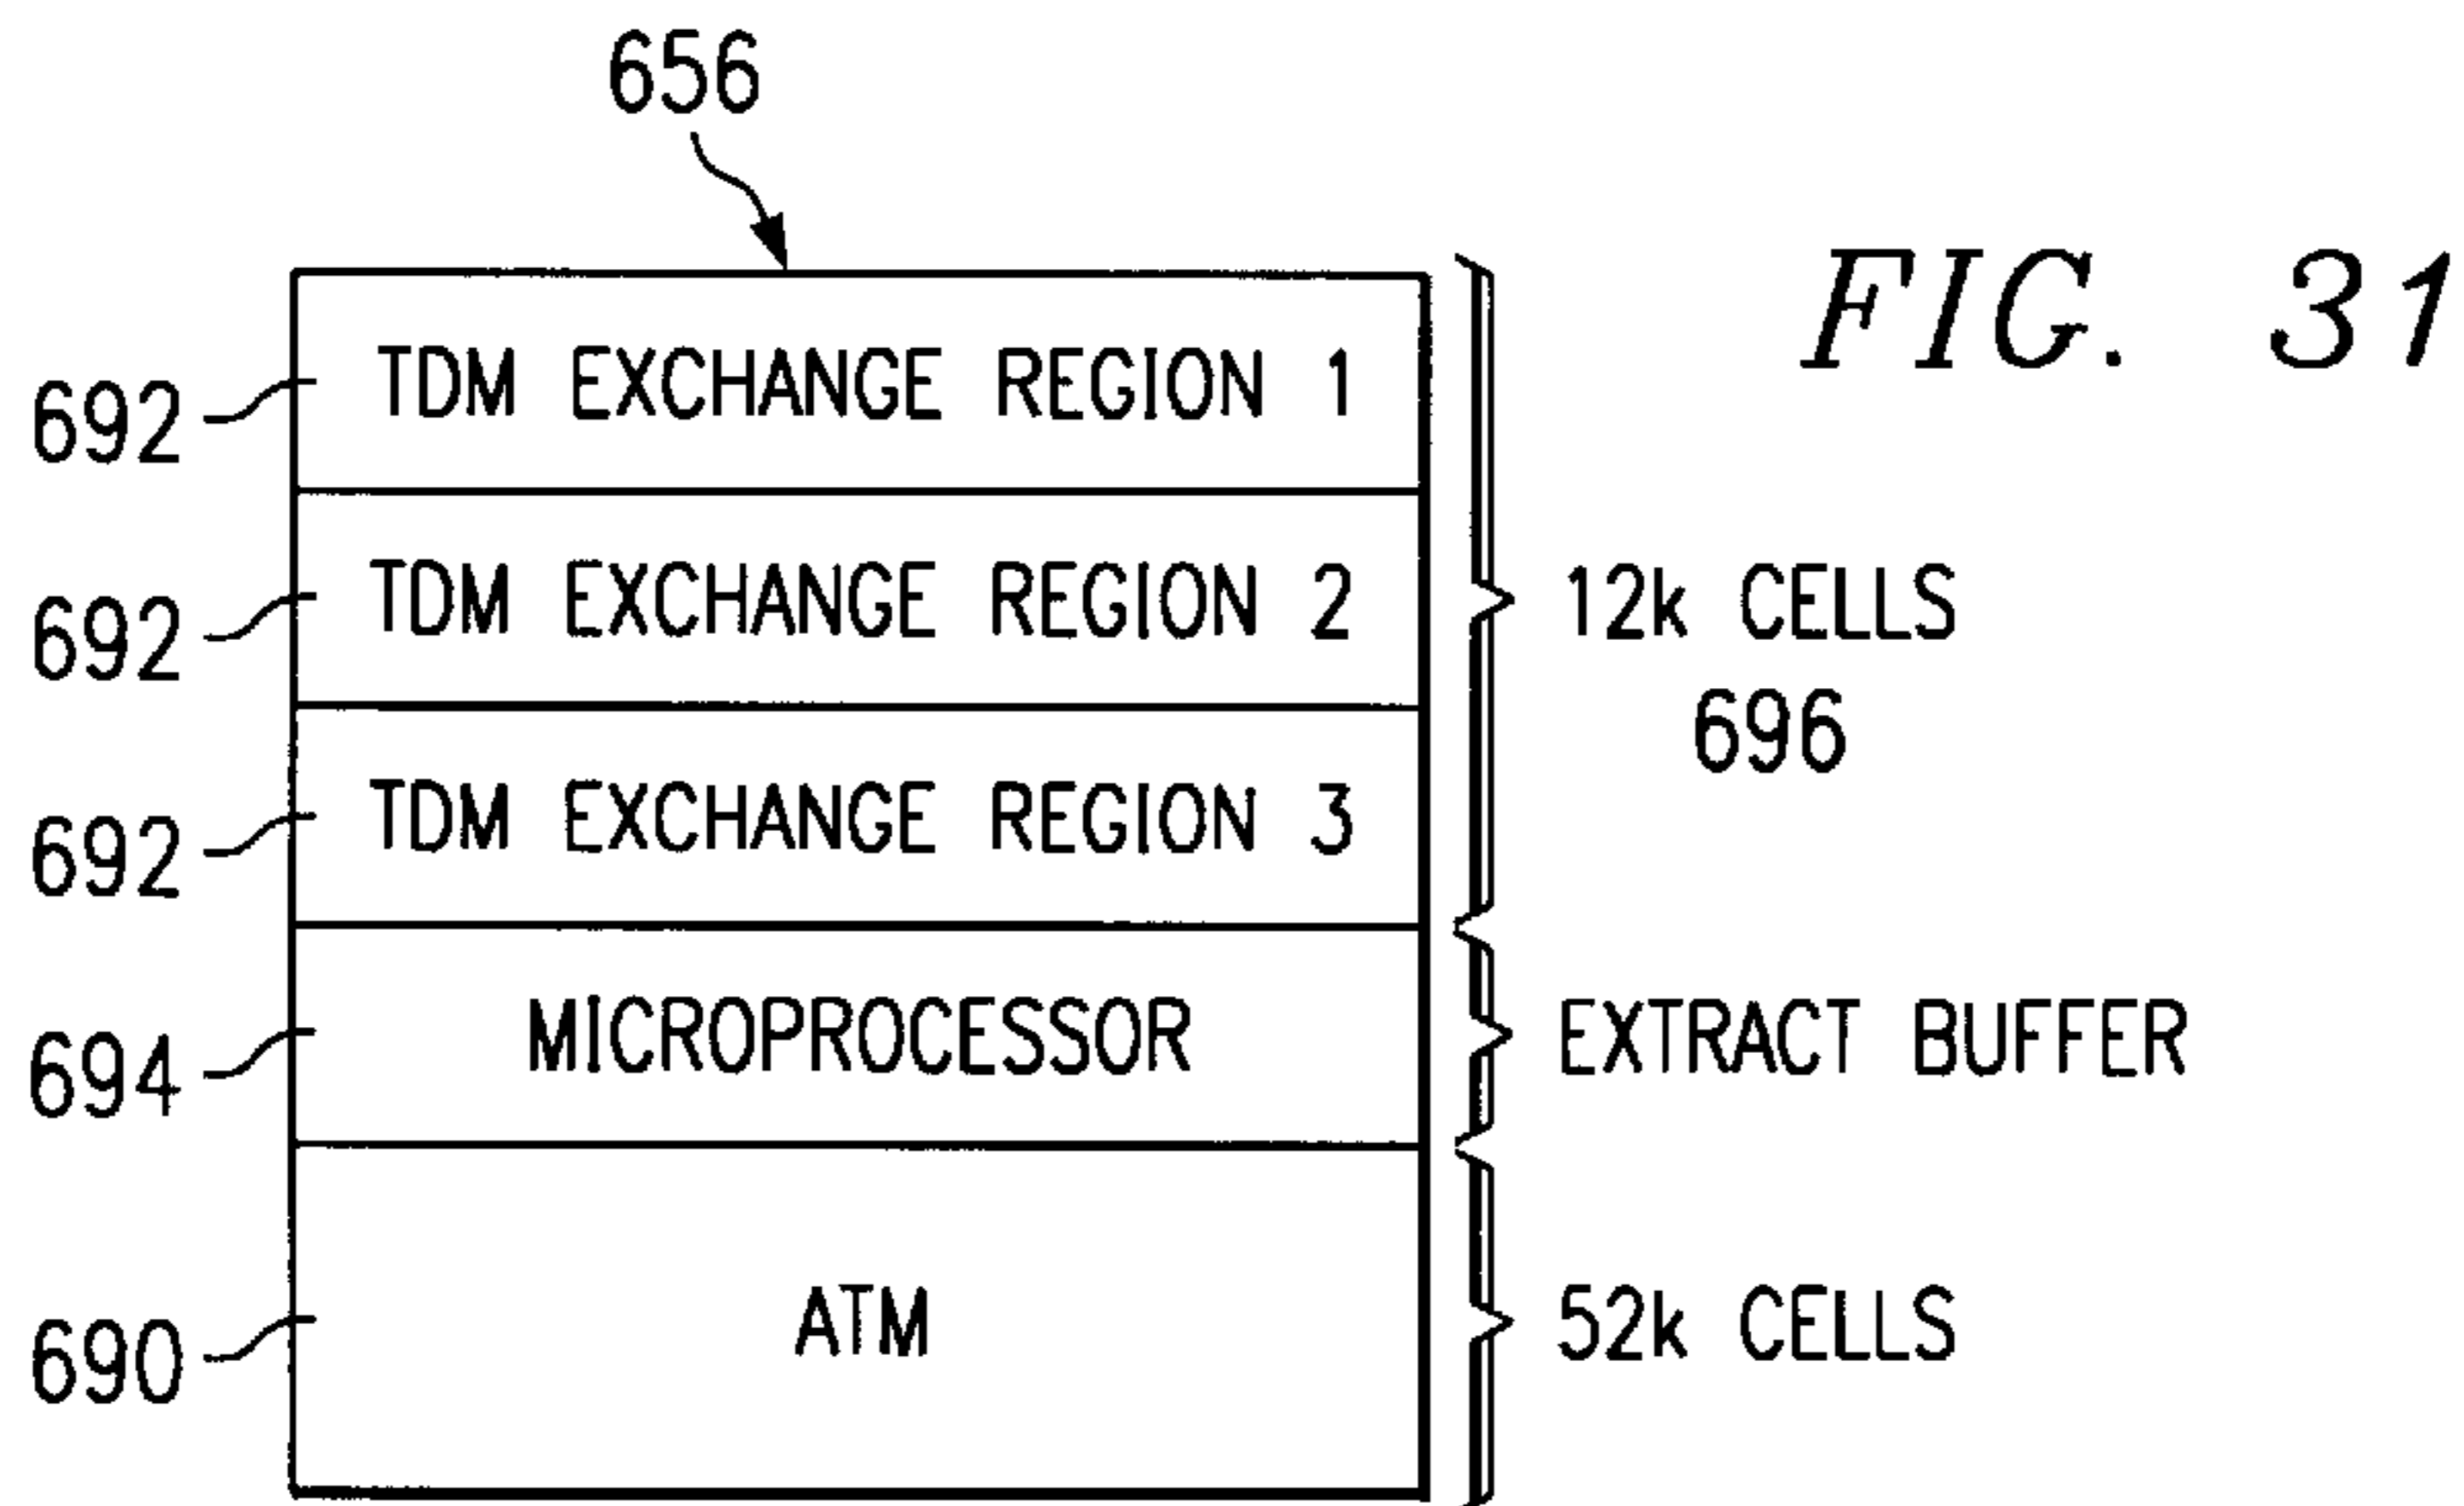 656
FIG. 31
692 TDM EXCHANGE REGION 1
692 TDM EXCHANGE REGION 2 12k CELLS
696
692 TDM EXCHANGE REGION 3
694 MICROPROCESSOR EXTRACT BUFFER
690 ATM 52k CELLS